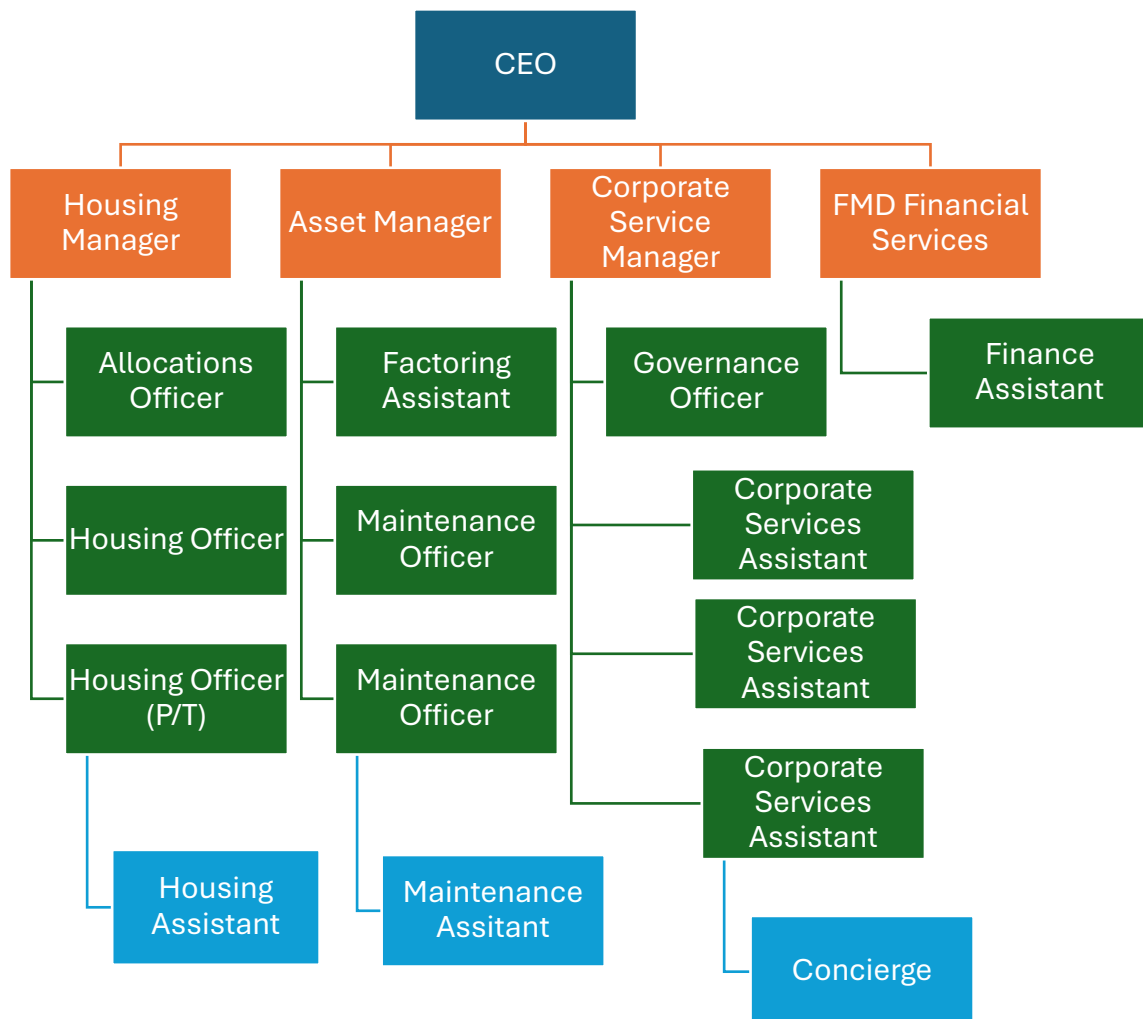 CEO
Housing
Manager
Asset Manager
Corporate
Service
Manager
FMD Financial
Services
Allocations
Officer
Factoring
Assistant
Governance
Officer
Finance
Assistant
Housing Officer
Maintenance
Officer
Corporate
Services
Assistant
Corporate
Services
Assistant
Housing Officer
(P/T)
Maintenance
Officer
Corporate
Services
Assistant
Housing
Assistant
Maintenance
Assitant
Concierge